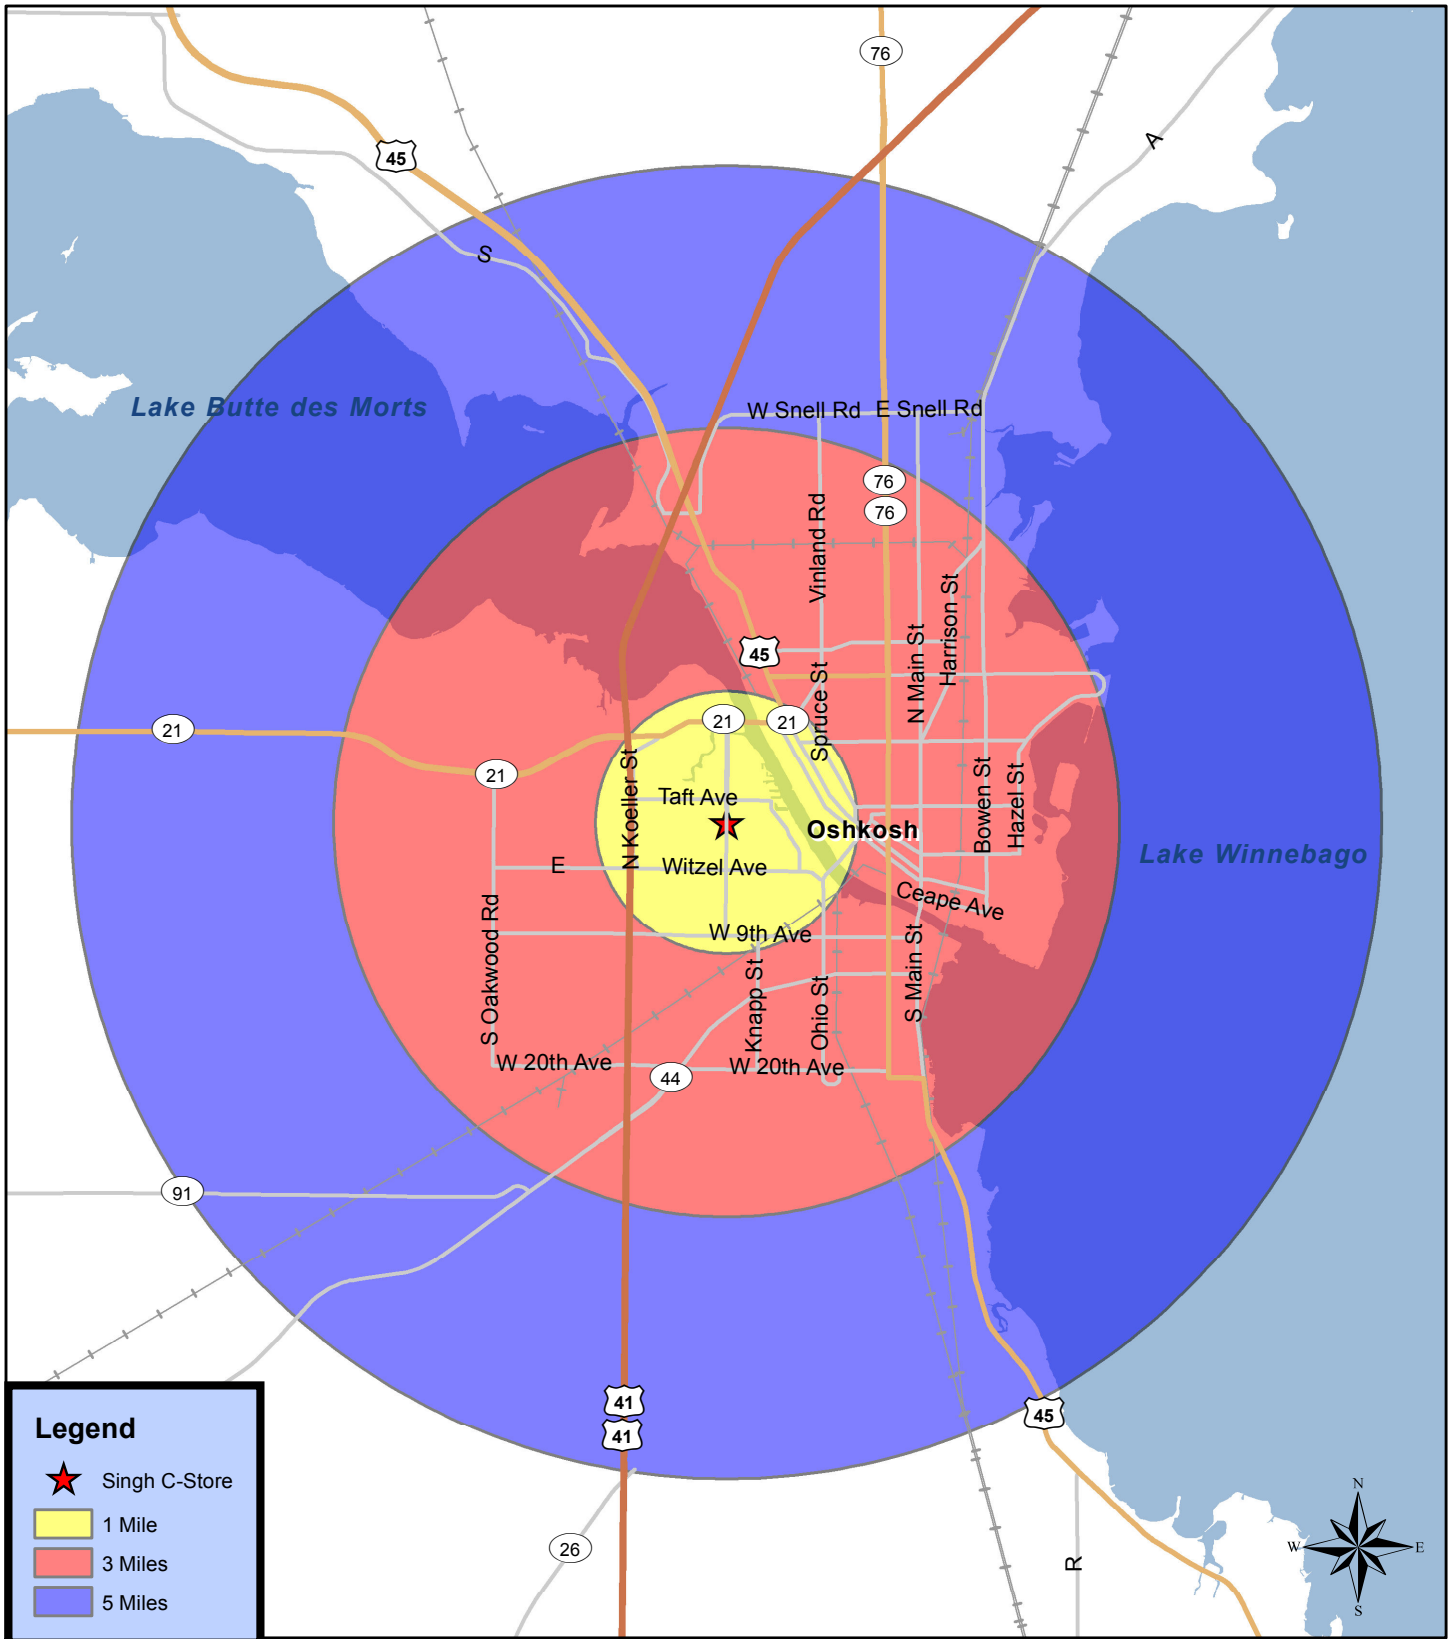 76
45
A
S
Lake Butte des Morts
W Snell Rd
E Snell Rd
76
76
Vinland Rd
Harrison St
N Main St
45
Spruce St
21
21
21
21
N Koeller St
Taft Ave
Bowen St
Hazel St
Oshkosh
Lake Winnebago
E
Witzel Ave
Ceape Ave
S Oakwood Rd
W 9th Ave
S Main St
Knapp St
Ohio St
W 20th Ave
44
W 20th Ave
91
41
41
45
26
R
Legend
Singh C-Store
1 Mile
3 Miles
5 Miles
N
W
E
S